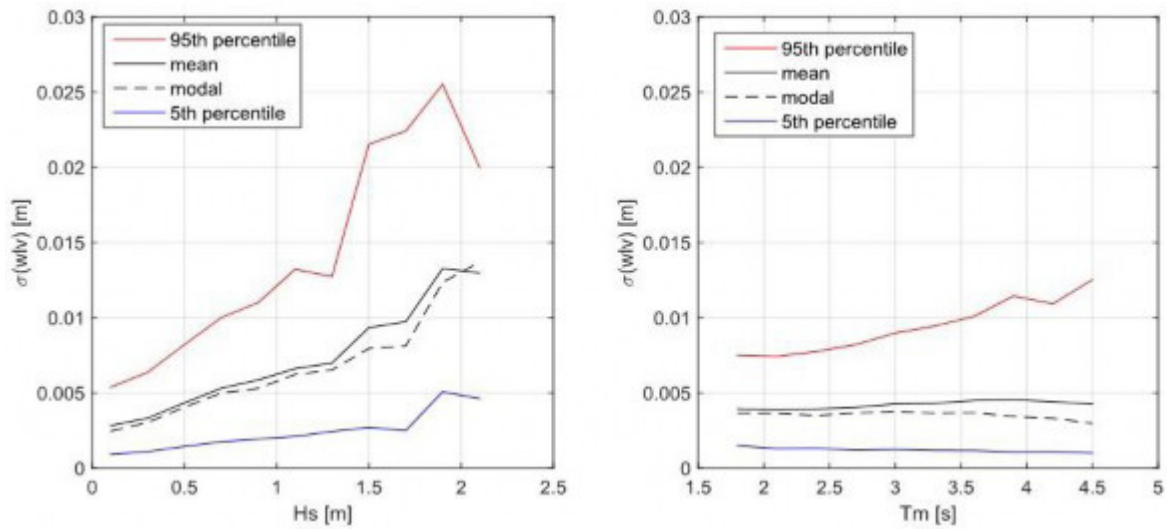 0.03
0.025
0.02
0.015
0.01
0.005
0
σ(wlv) [m]
95th percentile
mean
modal
5th percentile
0 0.5 1 1.5 2 2.5
Hs [m]
0.03
0.025
0.02
0.015
0.01
0.005
0
σ(wlv) [m]
95th percentile
mean
modal
5th percentile
1.5 2 2.5 3 3.5 4 4.5 5
Tm [s]